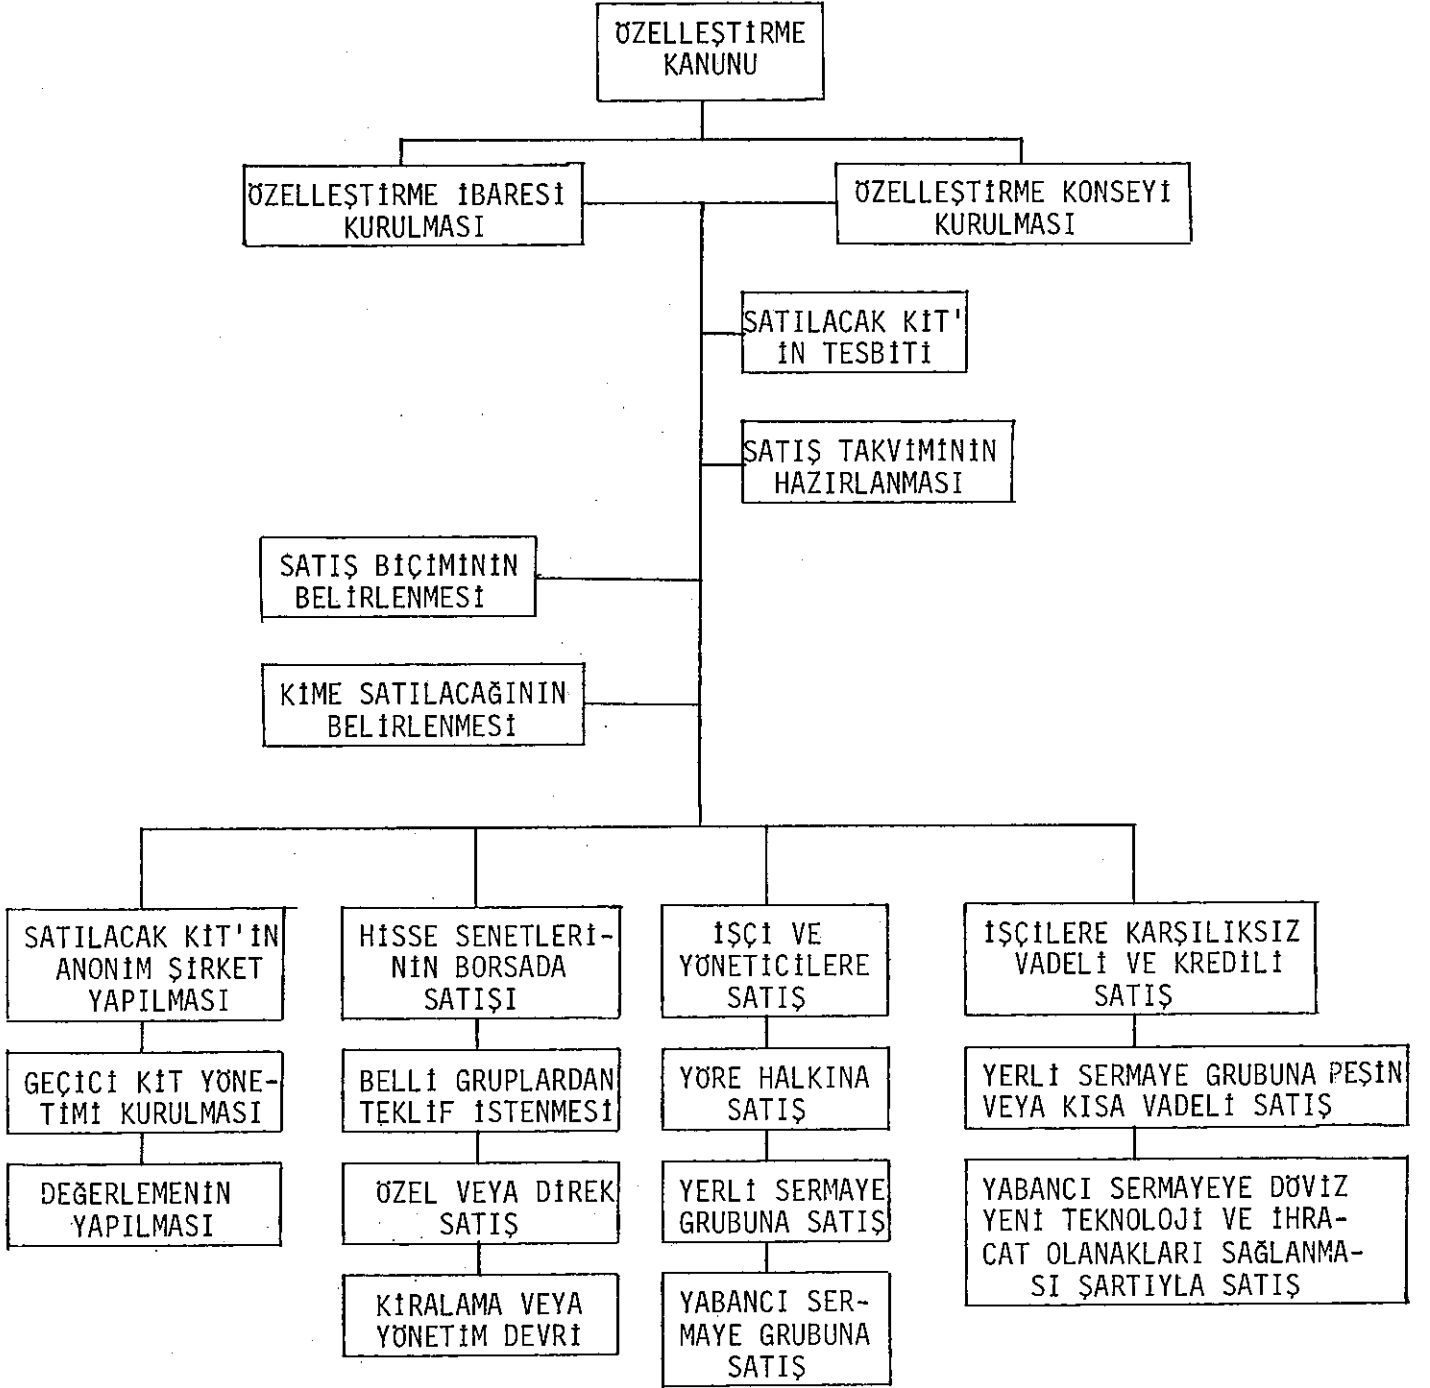 ÖZELLEŞTİRME
KANUNU
ÖZELLEŞTİRME İBARESİ
KURULMASI
ÖZELLEŞTİRME KONSEYİ
KURULMASI
SATILACAK KİT'
İN TESBİTİ
SATIŞ TAKVİMİNİN
HAZIRLANMASI
SATIŞ BİÇİMİNİN
BELİRLENMESİ
KİME SATILACAĞININ
BELİRLENMESİ
SATILACAK KİT'İN
ANONİM ŞİRKET
YAPILMASI
GEÇİCİ KİT YÖNE-
TİMİ KURULMASI
DEĞERLEMENİN
YAPILMASI
HİSSE SENETLERİ-
NİN BORSADA
SATIŞI
BELLİ GRUPLARDAN
TEKLİF İSTENMESİ
ÖZEL VEYA DİREK
SATIŞ
KİRALAMA VEYA
YÖNETİM DEVRİ
İŞÇİ VE
YÖNETİCİLERE
SATIŞ
YÖRE HALKINA
SATIŞ
YERLİ SERMAYE
GRUBUNA SATIŞ
YABANCI SER-
MAYE GRUBUNA
SATIŞ
İŞÇİLERE KARŞILIKSIZ
VADELİ VE KREDİLİ
SATIŞ
YERLİ SERMAYE GRUBUNA PEŞİN
VEYA KISA VADELİ SATIŞ
YABANCI SERMAYEYE DÖVİZ
YENİ TEKNOLOJİ VE İHRA-
CAT OLANAKLARI SAĞLANMA-
SI ŞARTIYLA SATIŞ